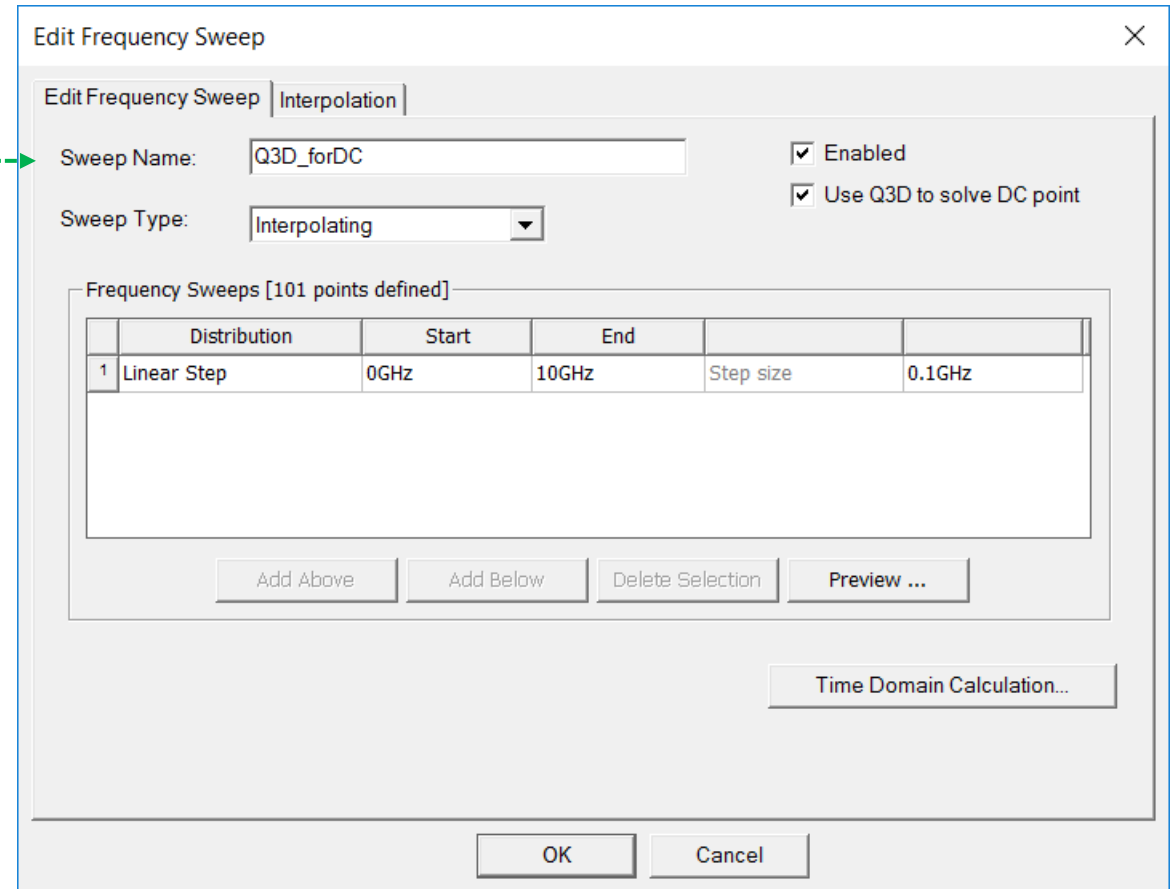 Edit Frequency Sweep
Edit Frequency Sweep Interpolation
Sweep Name: Q3D_forDC Enabled
Use Q3D to solve DC point
Sweep Type: Interpolating
Frequency Sweeps [101 points defined]
Distribution Start End
1 Linear Step 0GHz 10GHz Step size 0.1GHz
Add Above Add Below Delete Selection Preview ...
Time Domain Calculation...
OK Cancel